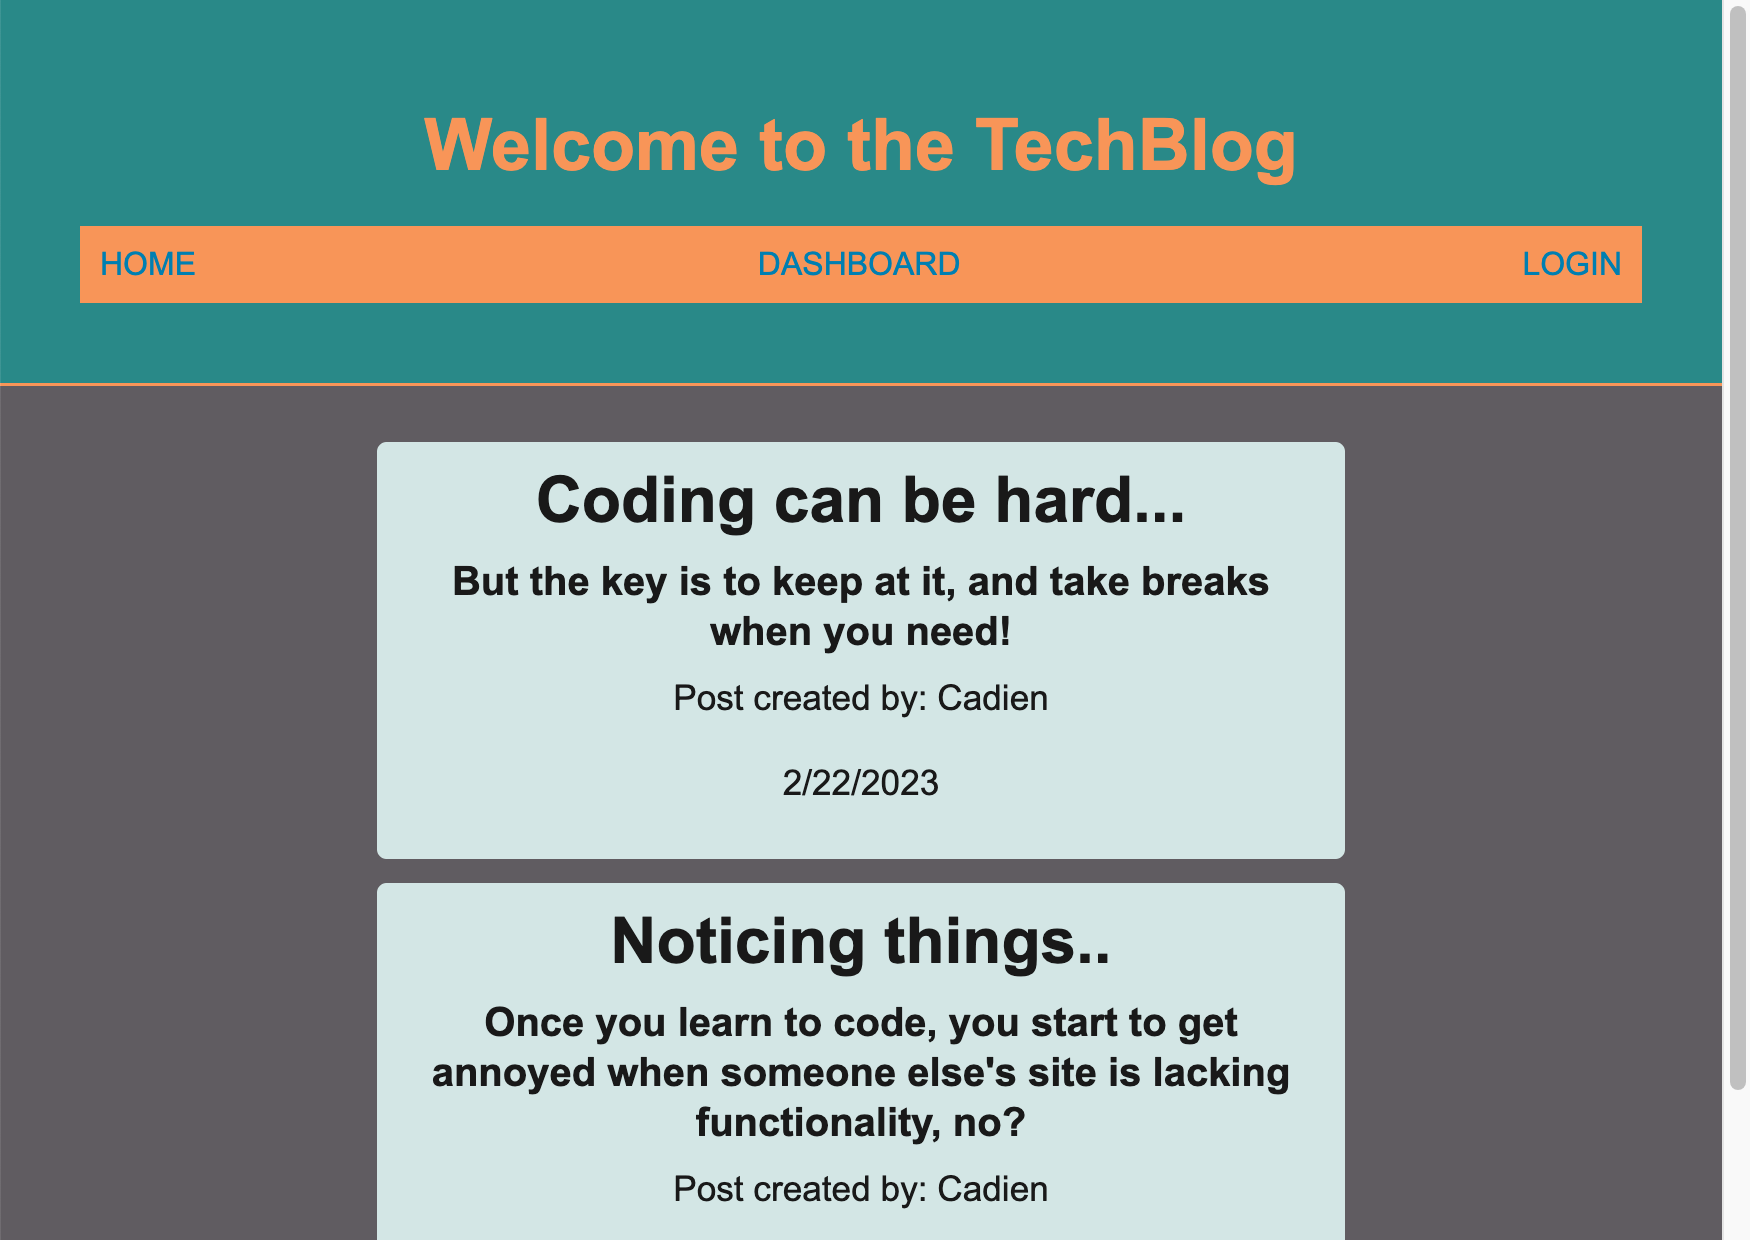 Welcome to the TechBlog
HOME DASHBOARD LOGIN
Coding can be hard...
But the key is to keep at it, and take breaks
when you need!
Post created by: Cadien
2/22/2023
Noticing things..
Once you learn to code, you start to get
annoyed when someone else's site is lacking
functionality, no?
Post created by: Cadien